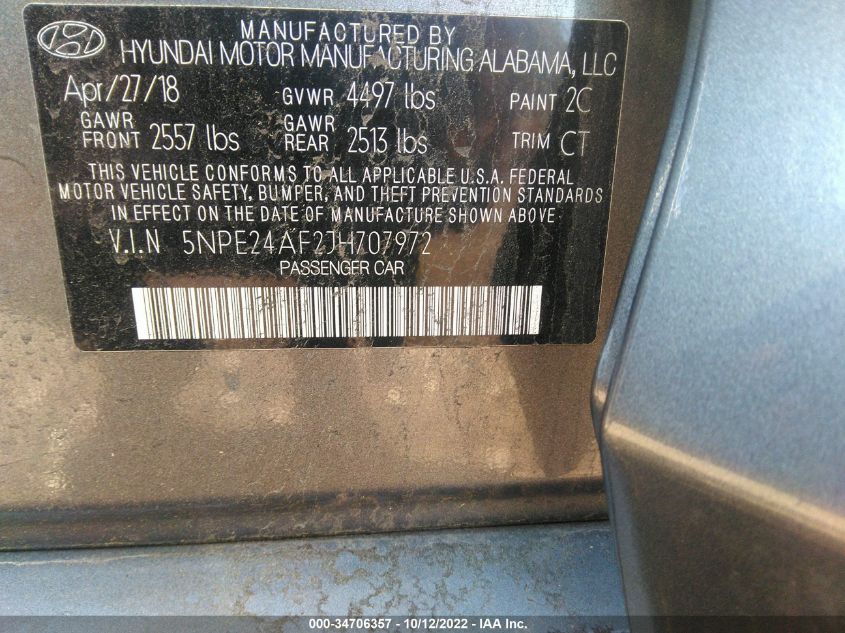 MANUFACTURED BY
HYUNDAI MOTOR MANUFACTURING ALABAMA, LLC
Apr/27/18 GVWR 4497 lbs PAINT 2C
GAWR FRONT 2557 lbs GAWR REAR 2513 lbs TRIM CT
THIS VEHICLE CONFORMS TO ALL APPLICABLE U.S.A. FEDERAL
MOTOR VEHICLE SAFETY, BUMPER, AND THEFT PREVENTION STANDARDS
IN EFFECT ON THE DATE OF MANUFACTURE SHOWN ABOVE.
V.I.N 5NPE24AF2JH707972
PASSENGER CAR
000-34706357 - 10/12/2022 - IAA Inc.